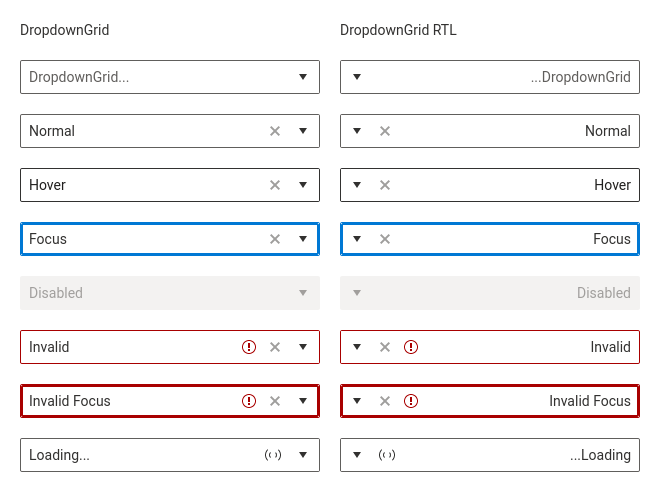 DropdownGrid
DropdownGrid RTL
DropdownGrid...
...DropdownGrid
Normal
Normal
Hover
Hover
Focus
Focus
Disabled
Disabled
Invalid
Invalid
Invalid Focus
Invalid Focus
Loading...
...Loading